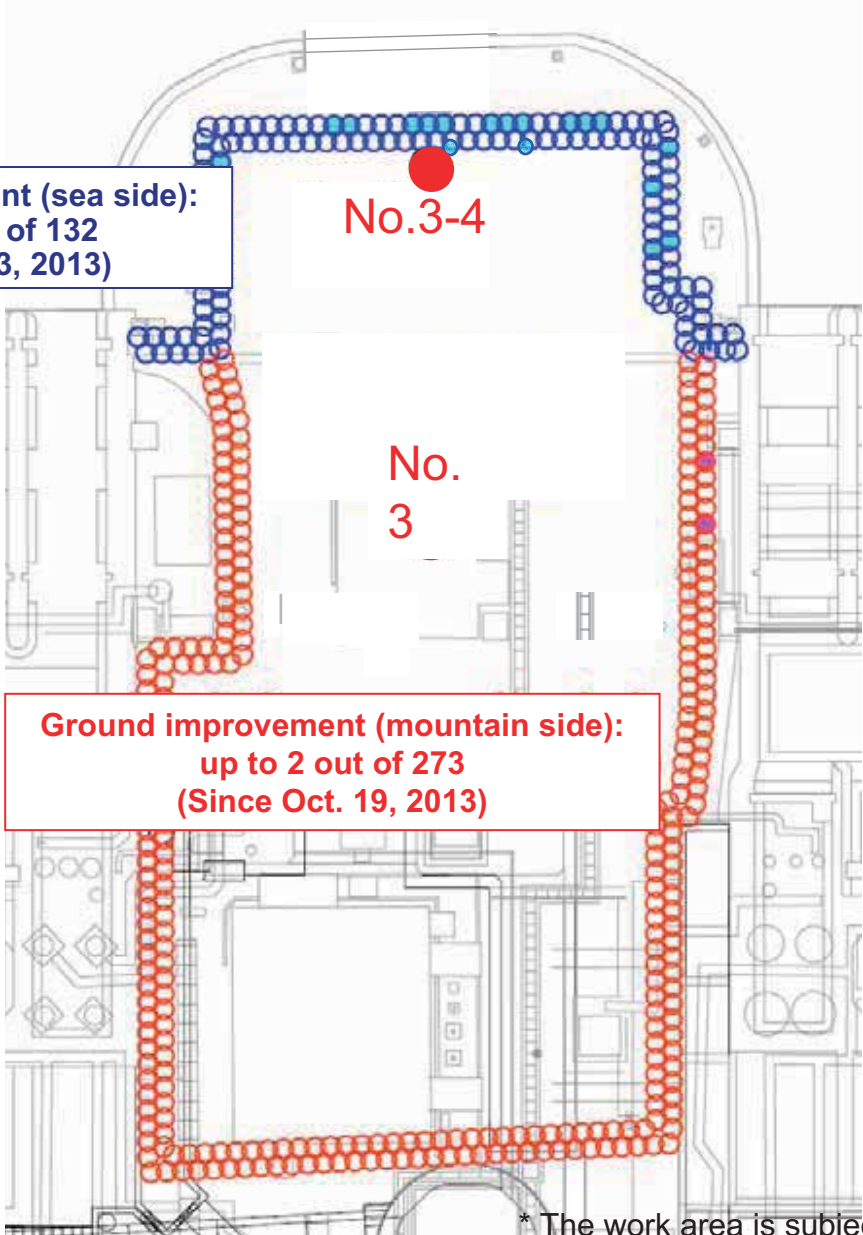 nt (sea side):
of 132
3, 2013)
No.3-4
No.
3
Ground improvement (mountain side):
up to 2 out of 273
(Since Oct. 19, 2013)
* The work area is